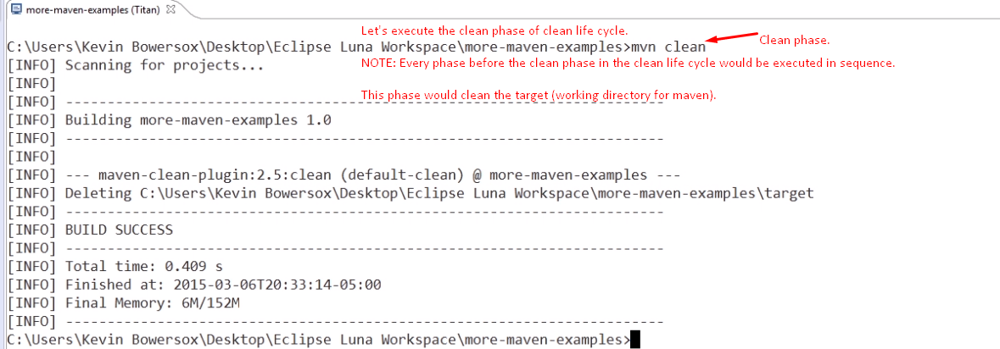 more-maven-examples (Titan)
Let's execute the clean phase of clean life cycle.
C:\Users\Kevin Bowersox\Desktop\Eclipse Luna Workspace\more-maven-examples>mvn clean
Clean phase.
[INFO] Scanning for projects...
NOTE: Every phase before the clean phase in the clean life cycle would be executed in sequence.
[INFO]
This phase would clean the target (working directory for maven).
[INFO] ------------------------------------------------------------------------
[INFO] Building more-maven-examples 1.0
[INFO] ------------------------------------------------------------------------
[INFO]
[INFO] --- maven-clean-plugin:2.5:clean (default-clean) @ more-maven-examples ---
[INFO] Deleting C:\Users\Kevin Bowersox\Desktop\Eclipse Luna Workspace\more-maven-examples\target
[INFO] ------------------------------------------------------------------------
[INFO] BUILD SUCCESS
[INFO] ------------------------------------------------------------------------
[INFO] Total time: 0.409 s
[INFO] Finished at: 2015-03-06T20:33:14-05:00
[INFO] Final Memory: 6M/152M
[INFO] ------------------------------------------------------------------------
C:\Users\Kevin Bowersox\Desktop\Eclipse Luna Workspace\more-maven-examples>